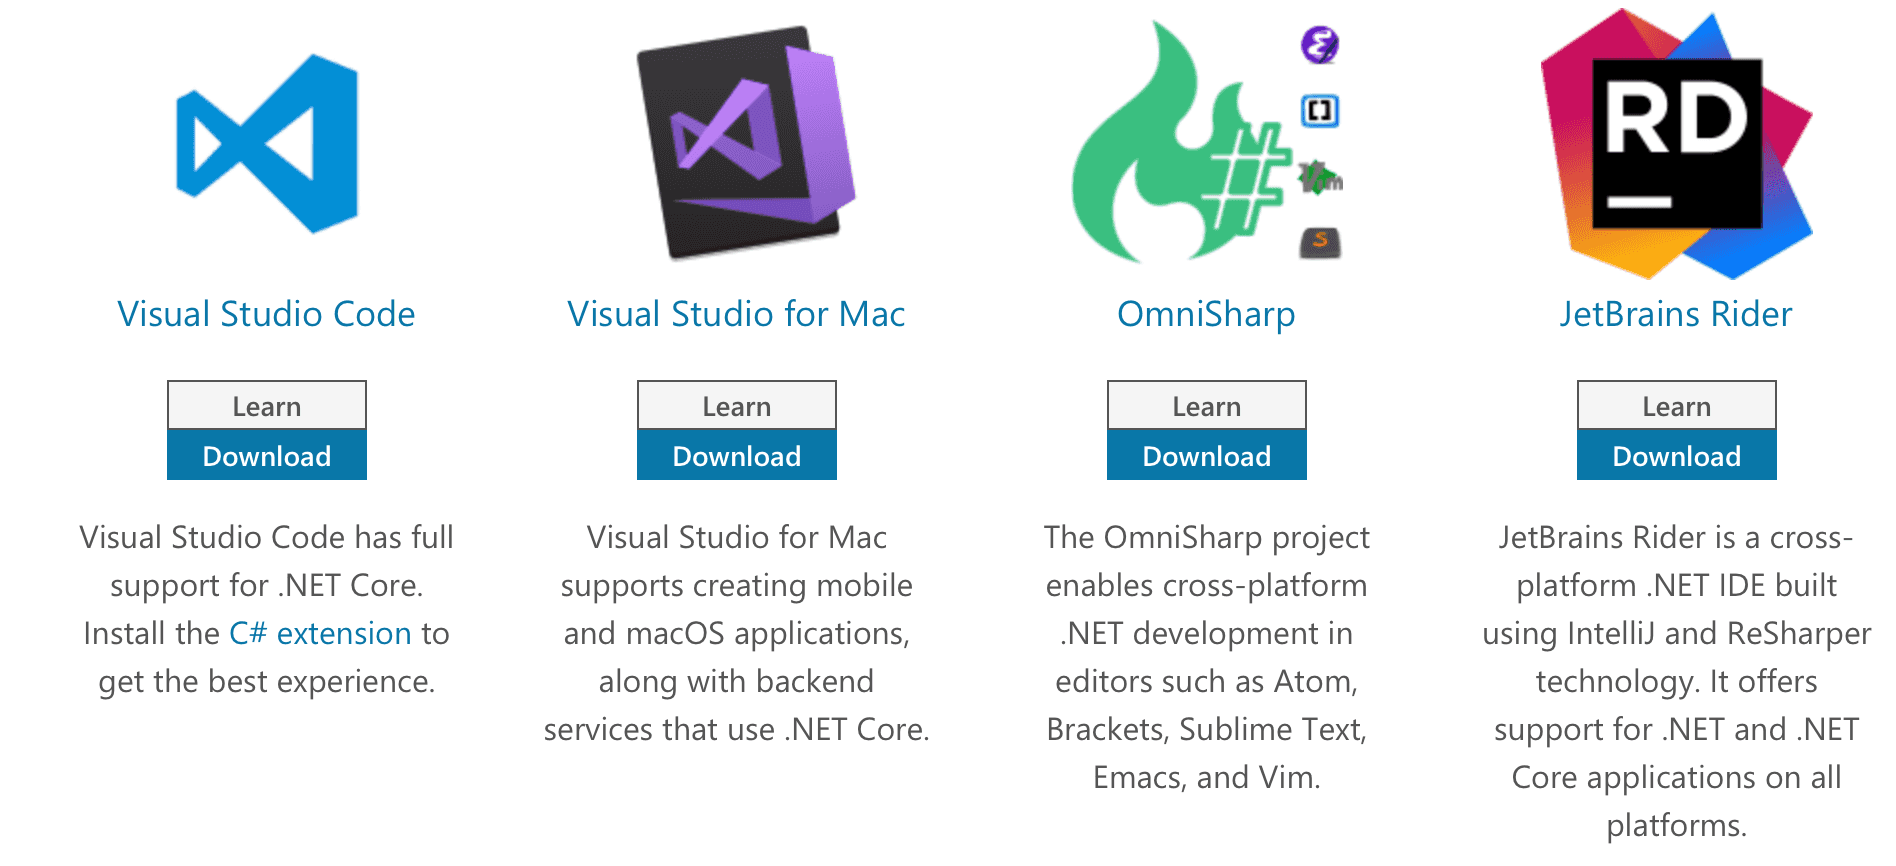 RD
Vim
S
Visual Studio Code
Visual Studio for Mac
OmniSharp
JetBrains Rider
Learn
Learn
Learn
Learn
Download
Download
Download
Download
Visual Studio Code has full
support for .NET Core.
Install the C# extension to
get the best experience.
Visual Studio for Mac
supports creating mobile
and macOS applications,
along with backend
services that use .NET Core.
The OmniSharp project
enables cross-platform
.NET development in
editors such as Atom,
Brackets, Sublime Text,
Emacs, and Vim.
JetBrains Rider is a cross-
platform .NET IDE built
using IntelliJ and ReSharper
technology. It offers
support for .NET and .NET
Core applications on all
platforms.